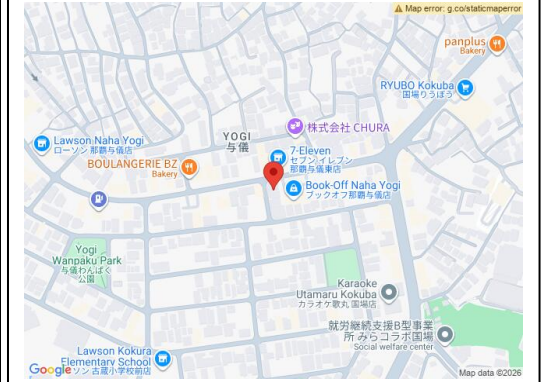 Map error: g.co/staticmaperror
panplus
Bakery
RYUBO Kokuba
国場りうぼう
株式会社 CHURA
YOGI
与儀
Lawson Naha Yogi
ローソン 那覇与儀店
7-Eleven
セブン-イレブン
那覇与儀東店
BOULANGERIE BZ
Bakery
Book-Off Naha Yogi
ブックオフ那覇与儀店
Yogi
Wanpaku Park
与儀わんぱく
公園
Karaoke
Utamaru Kokuba
カラオケ歌丸 国場店
就労継続支援B型事業
所 みらコラボ国場
Social welfare center
Lawson Kokura
Elementary School
ソン 古蔵小学校前店
Google
Map data ©2026